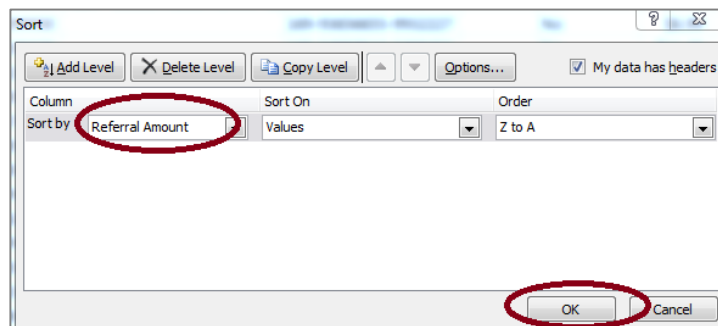 Sort
Add Level Delete Level Copy Level Options... My data has headers
Column Sort On Order
Sort by Referral Amount Values Z to A
OK Cancel